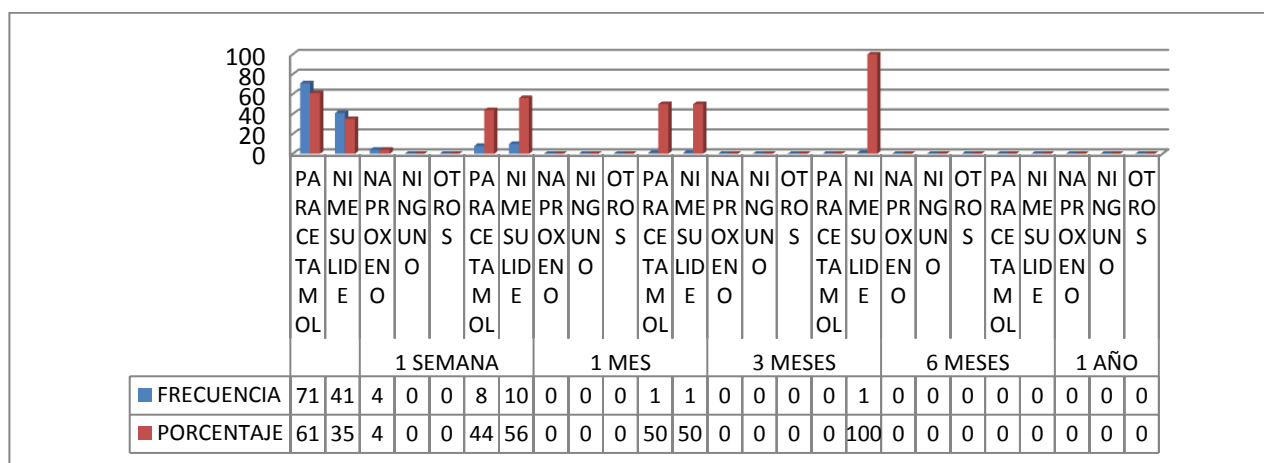 100
80
60
40
20
0
PARACETAMOL NIMESULIDE NAPROXENO NINGUNO OTROS PARACETAMOL NIMESULIDE NAPROXENO NINGUNO OTROS PARACETAMOL NIMESULIDE NAPROXENO NINGUNO OTROS PARACETAMOL NIMESULIDE NAPROXENO NINGUNO OTROS PARACETAMOL NIMESULIDE NAPROXENO NINGUNO OTROS
1 SEMANA 1 MES 3 MESES 6 MESES 1 AÑO
FRECUENCIA 71 41 4 0 0 8 10 0 0 0 1 1 0 0 0 0 1 0 0 0 0 0 0 0 0
PORCENTAJE 61 35 4 0 0 44 56 0 0 0 50 50 0 0 0 0 100 0 0 0 0 0 0 0 0